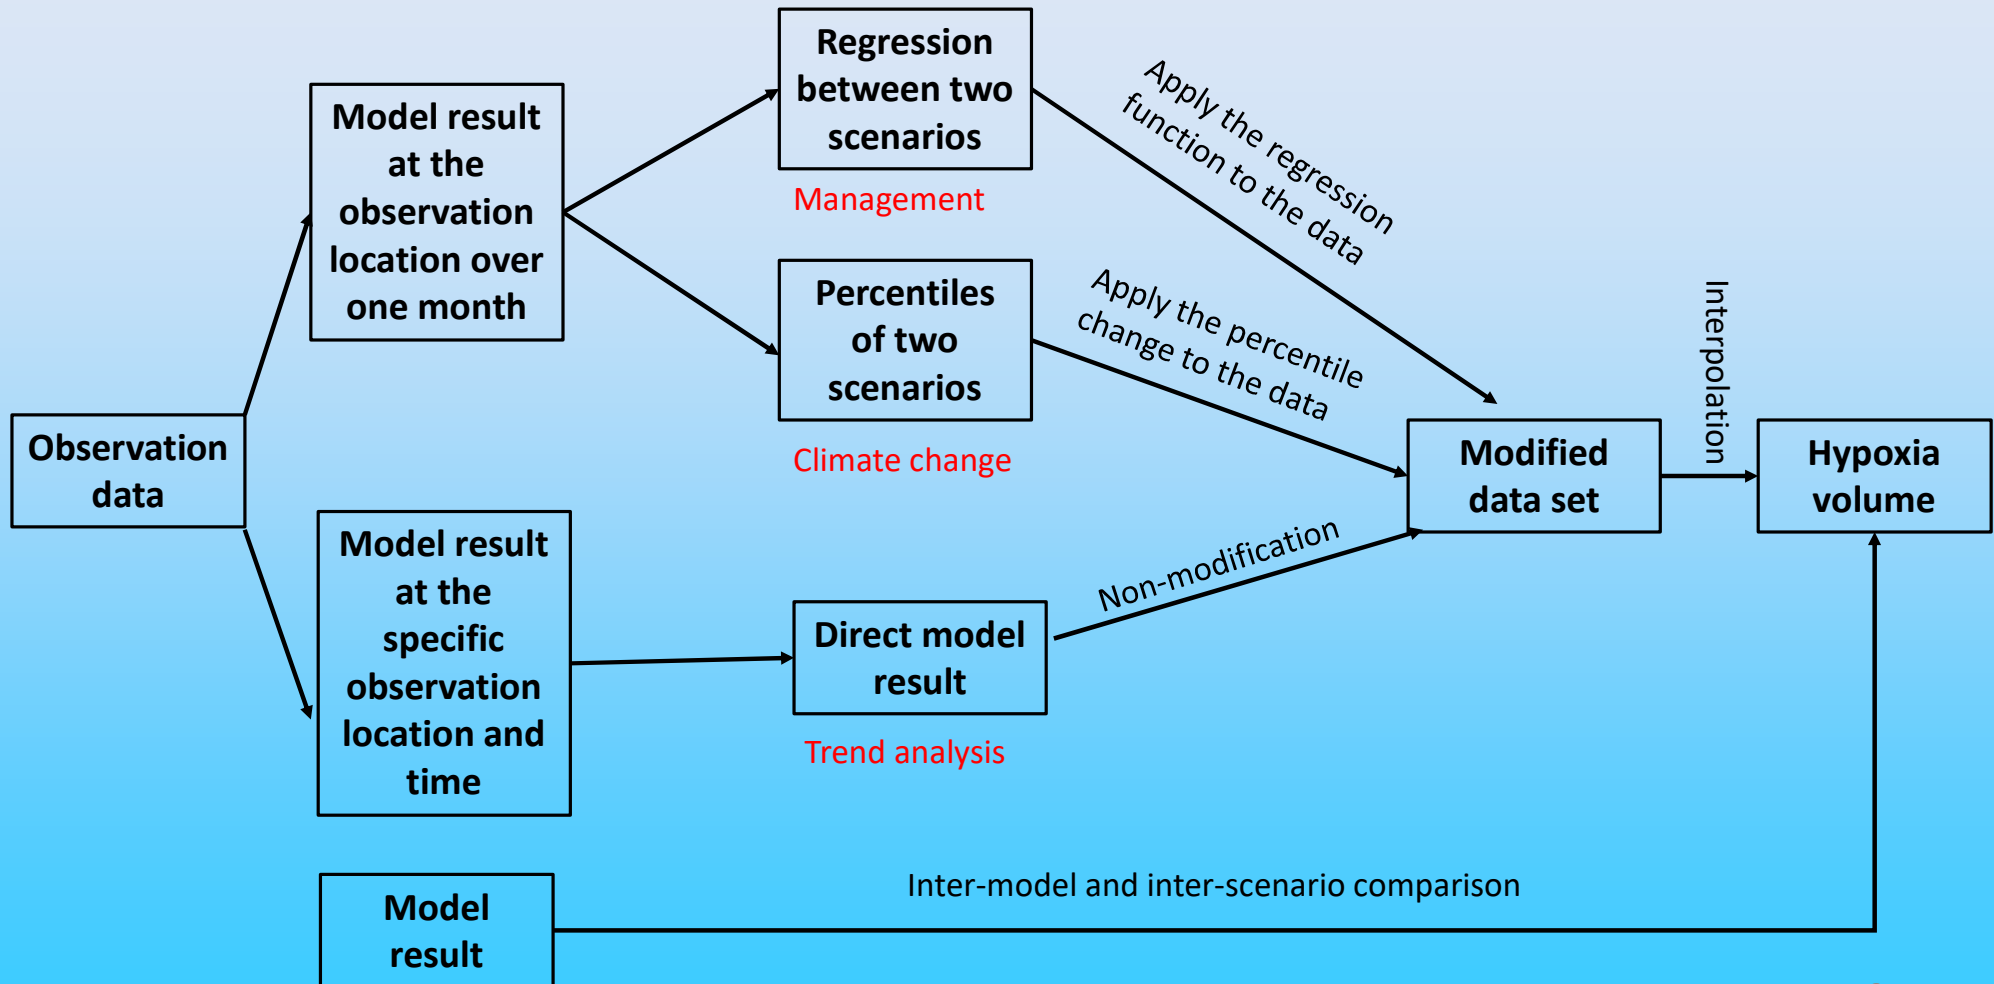 Observation
data
Model result
at the
observation
location over
one month
Regression
between two
scenarios
Management
Apply the regression
function to the data
Percentiles
of two
scenarios
Climate change
Apply the percentile
change to the data
Model result
at the
specific
observation
location and
time
Direct model
result
Trend analysis
Non-modification
Modified
data set
Interpolation
Hypoxia
volume
Model
result
Inter-model and inter-scenario comparison